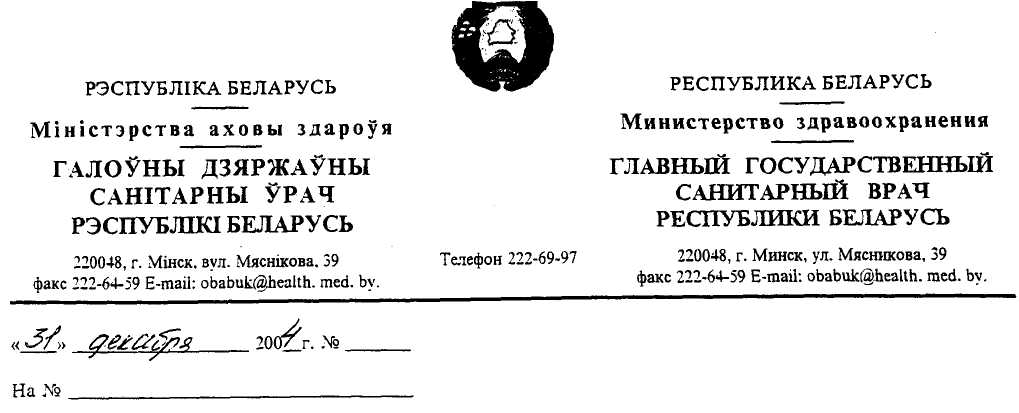 РЭСПУБЛІКА БЕЛАРУСЬ
Міністэрства аховы здароўя
ГАЛОЎНЫ ДЗЯРЖАЎНЫ
САНІТАРНЫ ЎРАЧ
РЭСПУБЛІКІ БЕЛАРУСЬ
220048, г. Мінск, вул. Мяснікова, 39
факс 222-64-59 E-mail: obabuk@health. med. by.
Телефон 222-69-97
РЕСПУБЛИКА БЕЛАРУСЬ
Министерство здравоохранения
ГЛАВНЫЙ ГОСУДАРСТВЕННЫЙ
САНИТАРНЫЙ ВРАЧ
РЕСПУБЛИКИ БЕЛАРУСЬ
220048, г. Минск, ул. Мясникова, 39
факс 222-64-59 E-mail: obabuk@health. med. by.
«31» декабря 2004 г. № ______
На № ______